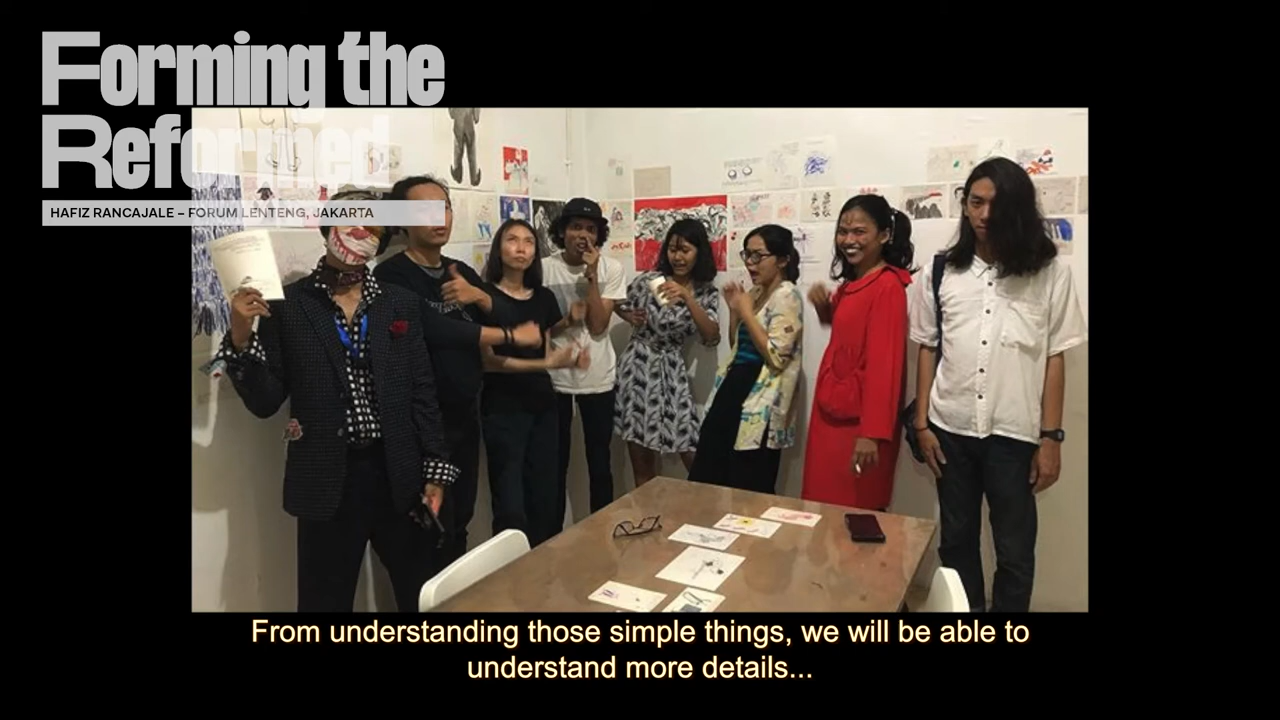 Forming the
Reformed
HAFIZ RANCAJALE – FORUM LENTENG, JAKARTA
From understanding those simple things, we will be able to
understand more details...